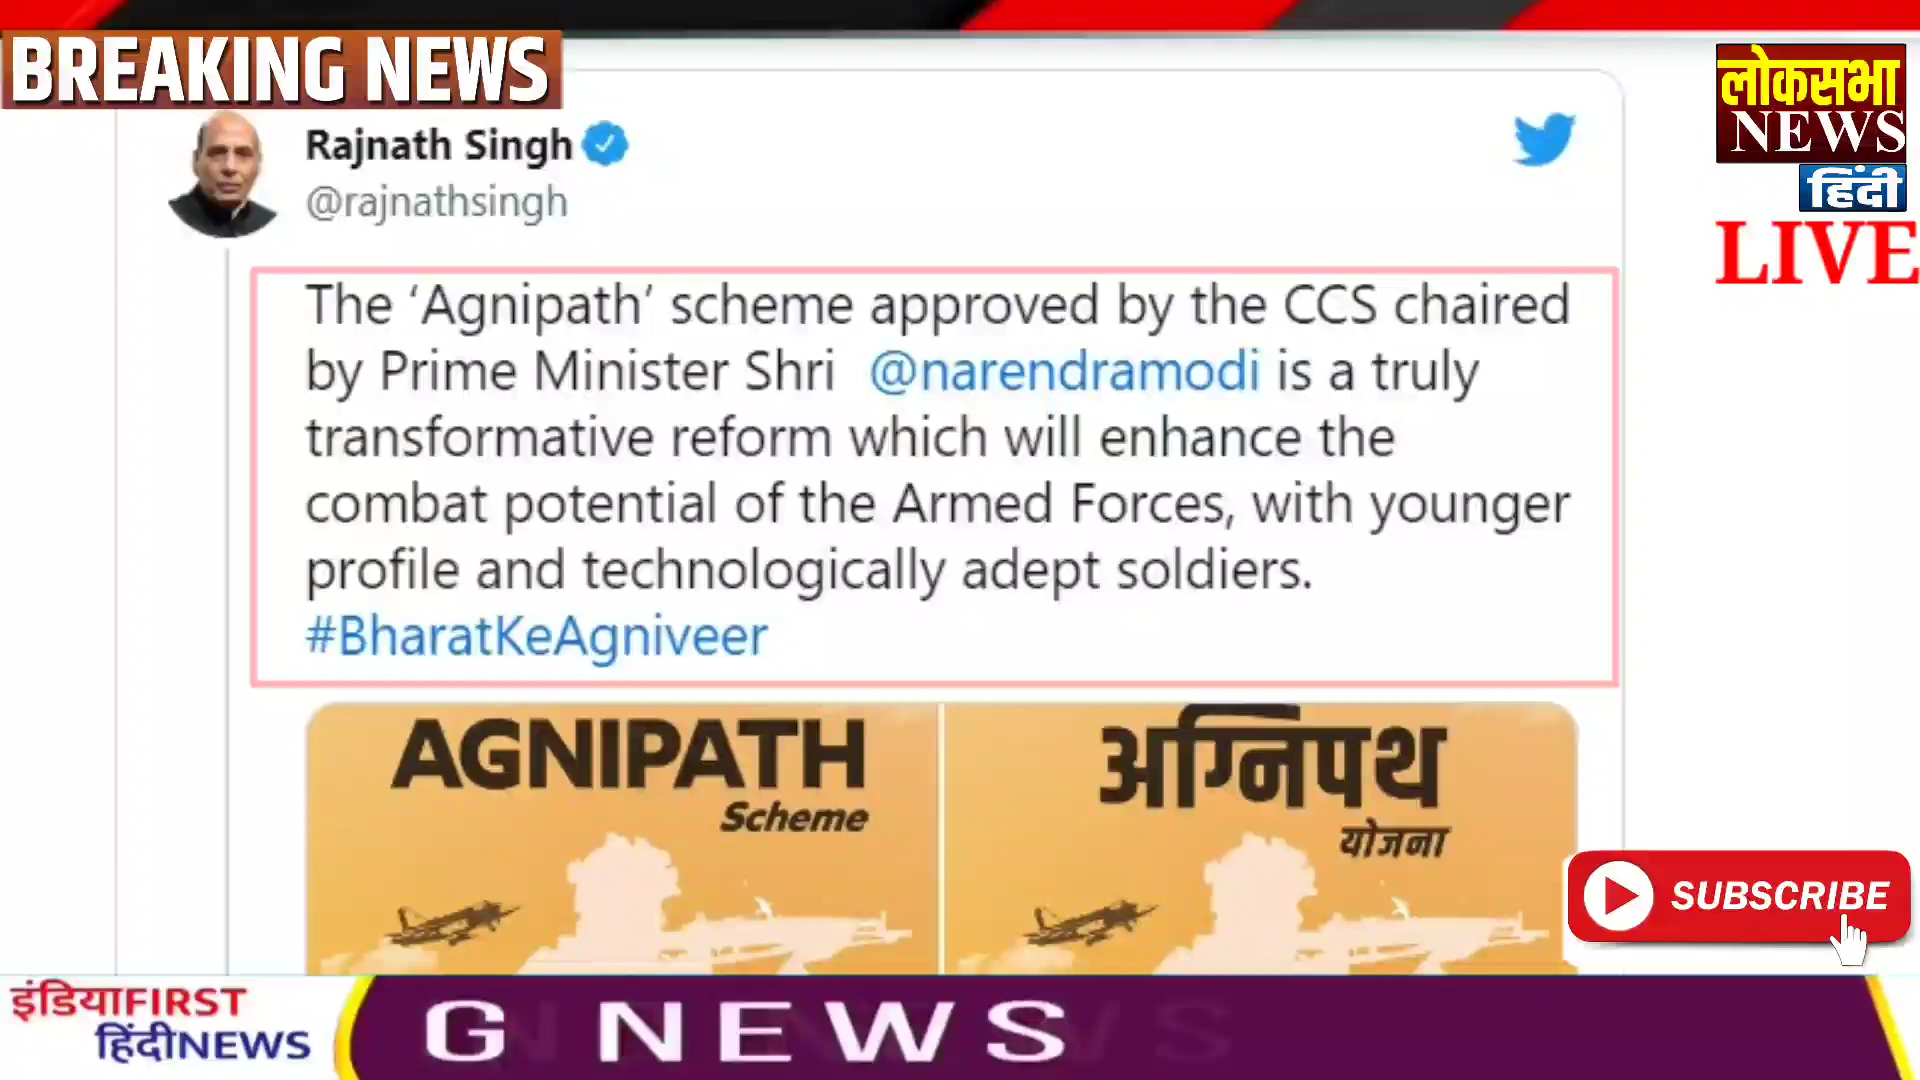 BREAKING NEWS
लोकसभा
NEWS
हिंदी
LIVE
Rajnath Singh
@rajnathsingh
The ‘Agnipath’ scheme approved by the CCS chaired
by Prime Minister Shri @narendramodi is a truly
transformative reform which will enhance the
combat potential of the Armed Forces, with younger
profile and technologically adept soldiers.
#BharatKeAgniveer
AGNIPATH
Scheme
अग्निपथ
योजना
SUBSCRIBE
इंडियाFIRST
हिंदीNEWS
G NEWS